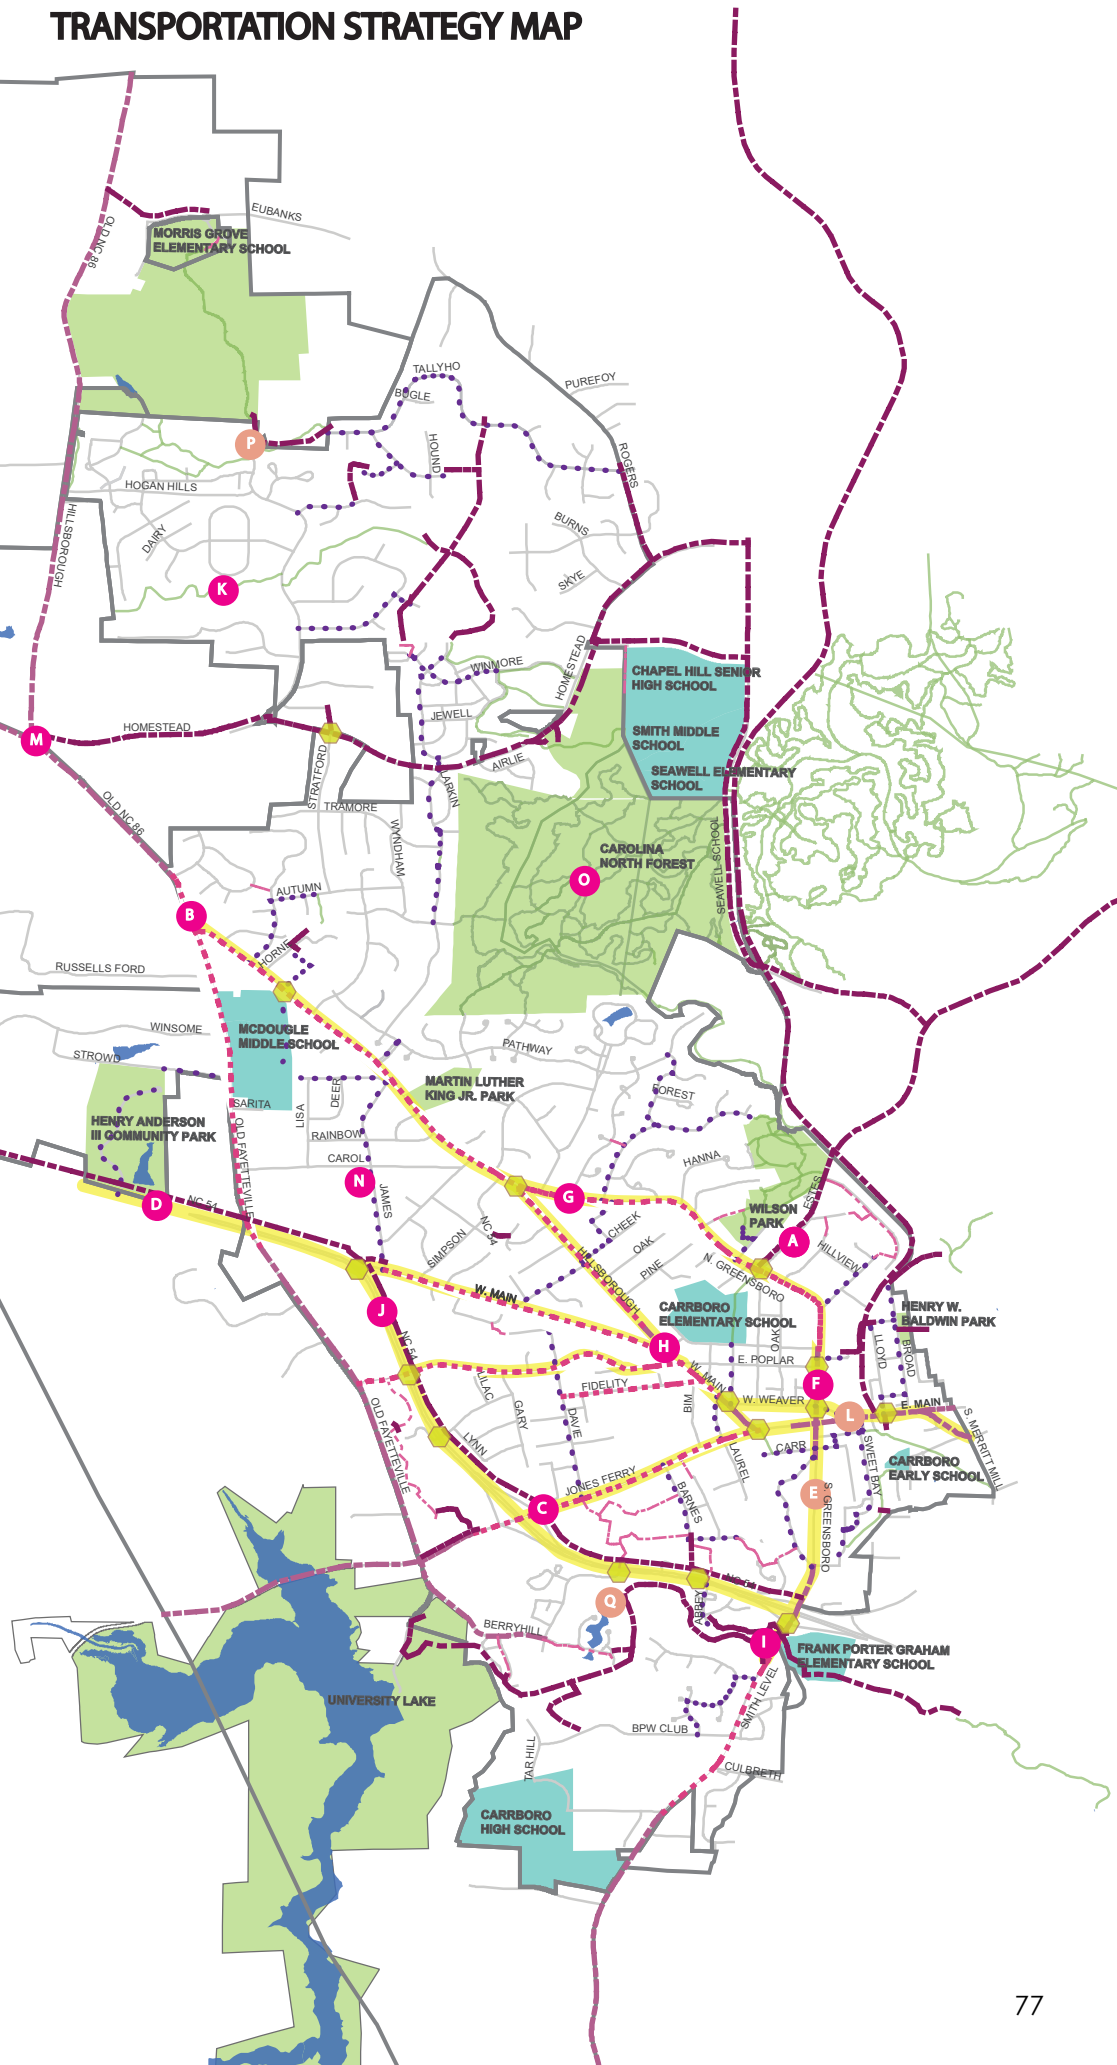 TRANSPORTATION STRATEGY MAP
EUBANKS
MORRIS GROVE
ELEMENTARY SCHOOL
OLD NC 86
TALLYHO
BUGLE
PUREFOY
P
HOUND
ROGERS
HOGAN HILLS
HILLSBOROUGH
DAIRY
BURNS
SKYE
K
HOMESTEAD
WINMORE
CHAPEL HILL SENIOR
HIGH SCHOOL
JEWELL
HOMESTEAD
SMITH MIDDLE
SCHOOL
M
STRATFORD
AIRLIE
SEAWELL ELEMENTARY
SCHOOL
LARKIN
TRAMORE
OLD NC 86
WYNDHAM
CAROLINA
NORTH FOREST
SEAWELL SCHOOL
O
AUTUMN
B
HORNE
RUSSELLS FORD
WINSOME
MCDOUGLE
MIDDLE SCHOOL
STROWD
PATHWAY
MARTIN LUTHER
KING JR. PARK
FOREST
DEER
SARITA
LISA
HENRY ANDERSON
III COMMUNITY PARK
OLD FAYETTEVILLE
RAINBOW
CAROL
HANNA
N
JAMES
G
ESTES
D
NC 54
WILSON
PARK
CHEEK
NC 54
SIMPSON
OAK
A
HILLVIEW
HILLSBOROUGH
PINE
N. GREENSBORO
W. MAIN
J
CARRBORO
ELEMENTARY SCHOOL
HENRY W.
BALDWIN PARK
NC 54
H
OAK
LLOYD
BROAD
E. POPLAR
W. MAIN
LILAC
FIDELITY
F
BIM
W. WEAVER
OLD FAYETTEVILLE
GARY
DAVIE
L
E. MAIN
S. MERRITT MILL
LYNN
LAUREL
CARR
SWEET BAY
CARRBORO
EARLY SCHOOL
JONES FERRY
BARNES
E
S. GREENSBORO
C
NC 54
Q
ABBEY
BERRYHILL
I
FRANK PORTER GRAHAM
ELEMENTARY SCHOOL
SMITH LEVEL
UNIVERSITY LAKE
BPW CLUB
TAR HILL
CULBRETH
CARRBORO
HIGH SCHOOL
77